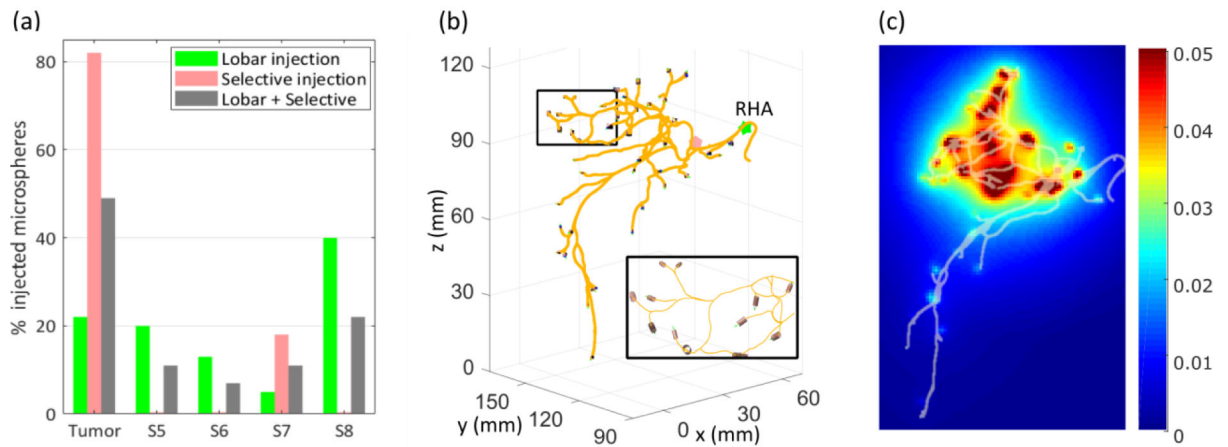 (a)
% injected microspheres
80
60
40
20
0
Lobar injection
Selective injection
Lobar + Selective
Tumor S5 S6 S7 S8
(b)
z (mm)
120
90
60
30
0
RHA
150
120
90
y (mm)
0
30
60
x (mm)
(c)
0.05
0.04
0.03
0.02
0.01
0